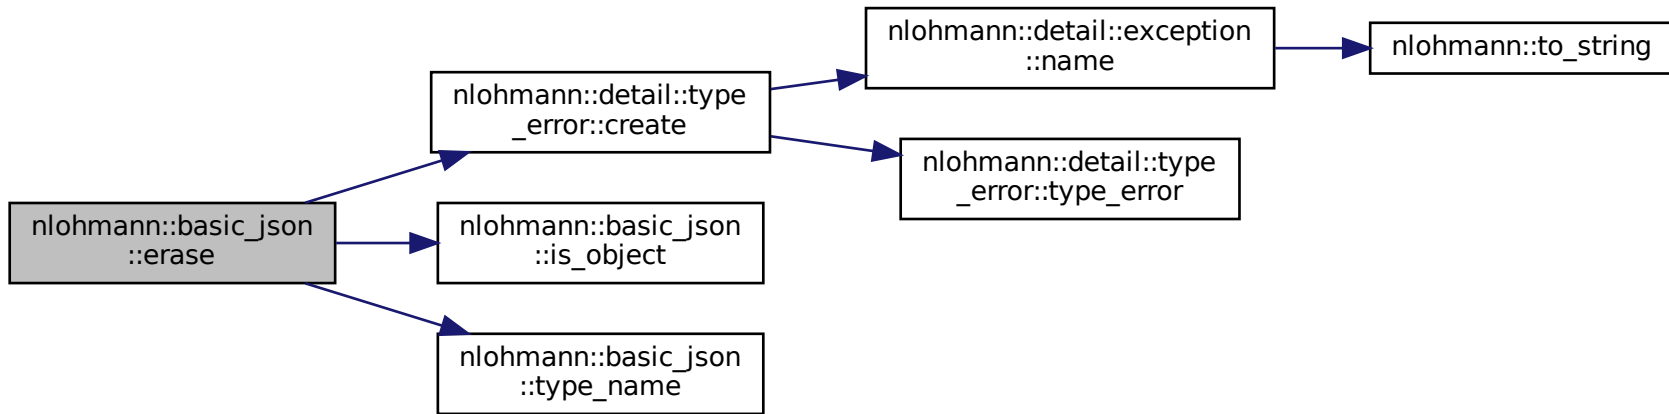 nlohmann::basic_json
::erase
nlohmann::detail::type
_error::create
nlohmann::basic_json
::is_object
nlohmann::basic_json
::type_name
nlohmann::detail::exception
::name
nlohmann::detail::type
_error::type_error
nlohmann::to_string